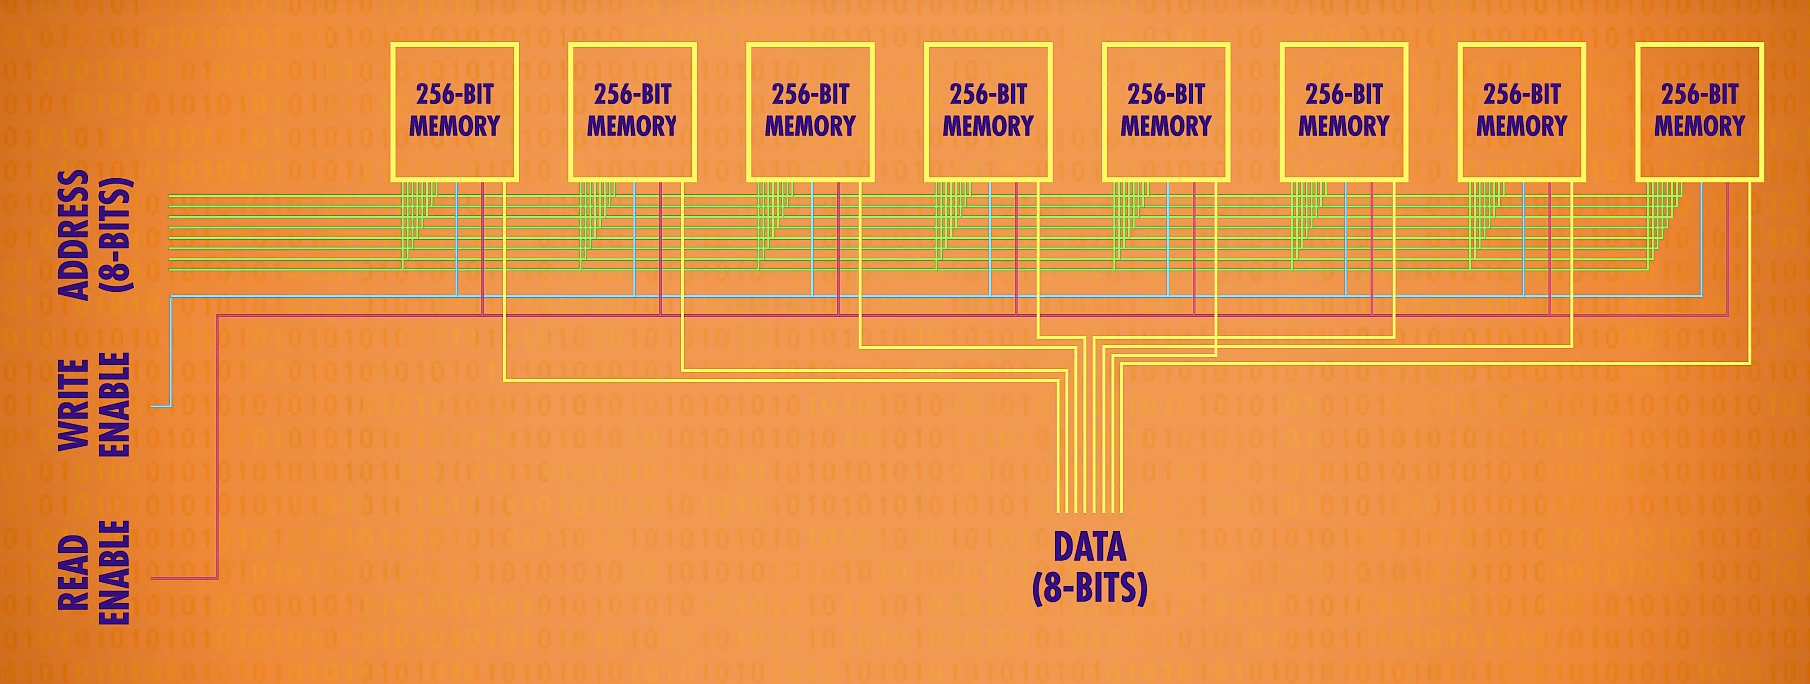 256-BIT
MEMORY
256-BIT
MEMORY
256-BIT
MEMORY
256-BIT
MEMORY
256-BIT
MEMORY
256-BIT
MEMORY
256-BIT
MEMORY
256-BIT
MEMORY
ADDRESS
(8-BITS)
WRITE
ENABLE
READ
ENABLE
DATA
(8-BITS)